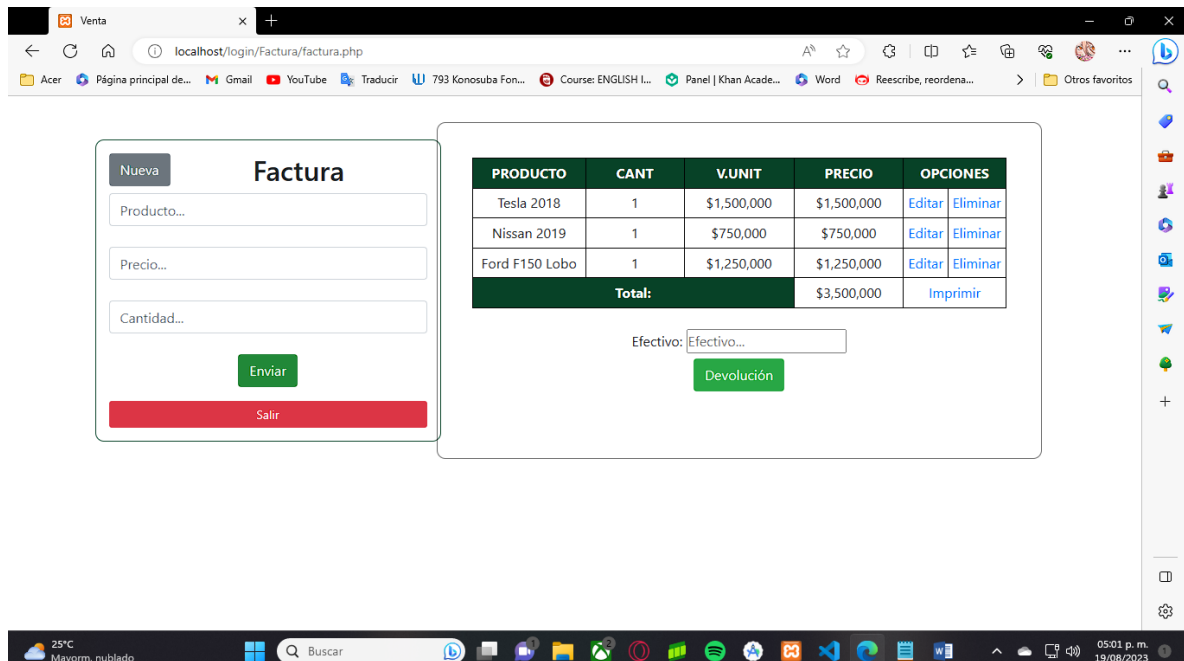 Venta
localhost/login/Factura/factura.php
Acer Página principal de... Gmail YouTube Traducir 793 Konosuba Fon... Course: ENGLISH I... Panel | Khan Acade... Word Reescribe, reordena... Otros favoritos
Nueva Factura
Producto...
Precio...
Cantidad...
Enviar
Salir
PRODUCTO CANT V.UNIT PRECIO OPCIONES
Tesla 2018 1 $1,500,000 $1,500,000 Editar Eliminar
Nissan 2019 1 $750,000 $750,000 Editar Eliminar
Ford F150 Lobo 1 $1,250,000 $1,250,000 Editar Eliminar
Total: $3,500,000 Imprimir
Efectivo: Efectivo...
Devolución
25°C
Mayorm. nublado
Buscar
05:01 p. m.
19/08/2023